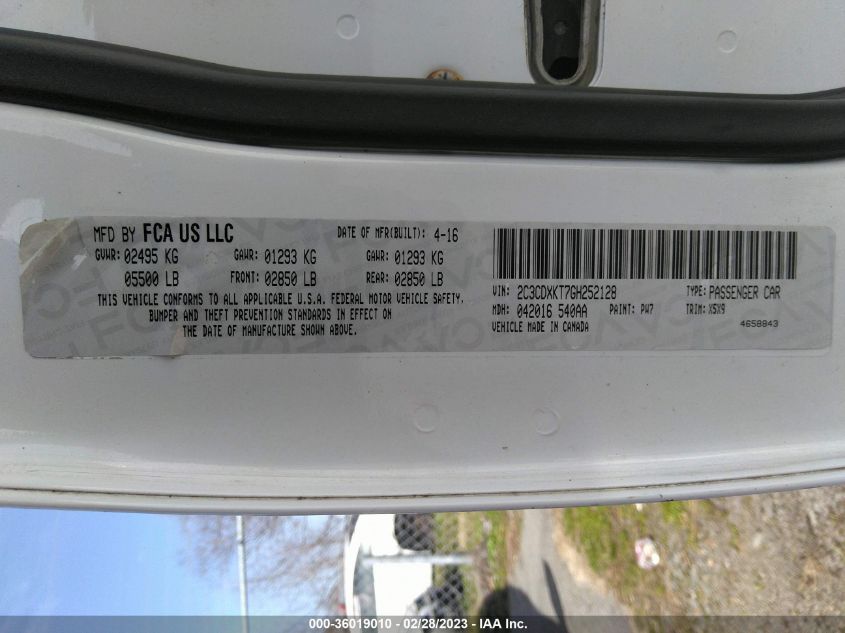 MFD BY FCA US LLC DATE OF MFR(BUILT): 4-16
GVWR: 02495 KG GAWR: 01293 KG GAWR: 01293 KG
05500 LB FRONT: 02850 LB REAR: 02850 LB
THIS VEHICLE CONFORMS TO ALL APPLICABLE U.S.A. FEDERAL MOTOR VEHICLE SAFETY,
BUMPER AND THEFT PREVENTION STANDARDS IN EFFECT ON
THE DATE OF MANUFACTURE SHOWN ABOVE.
VIN: 2C3CDXKT7GH252128 TYPE: PASSENGER CAR
MDH: 042016 540AA PAINT: PW7 TRIM: X5X9
VEHICLE MADE IN CANADA 4658843
000-36019010 - 02/28/2023 - IAA Inc.